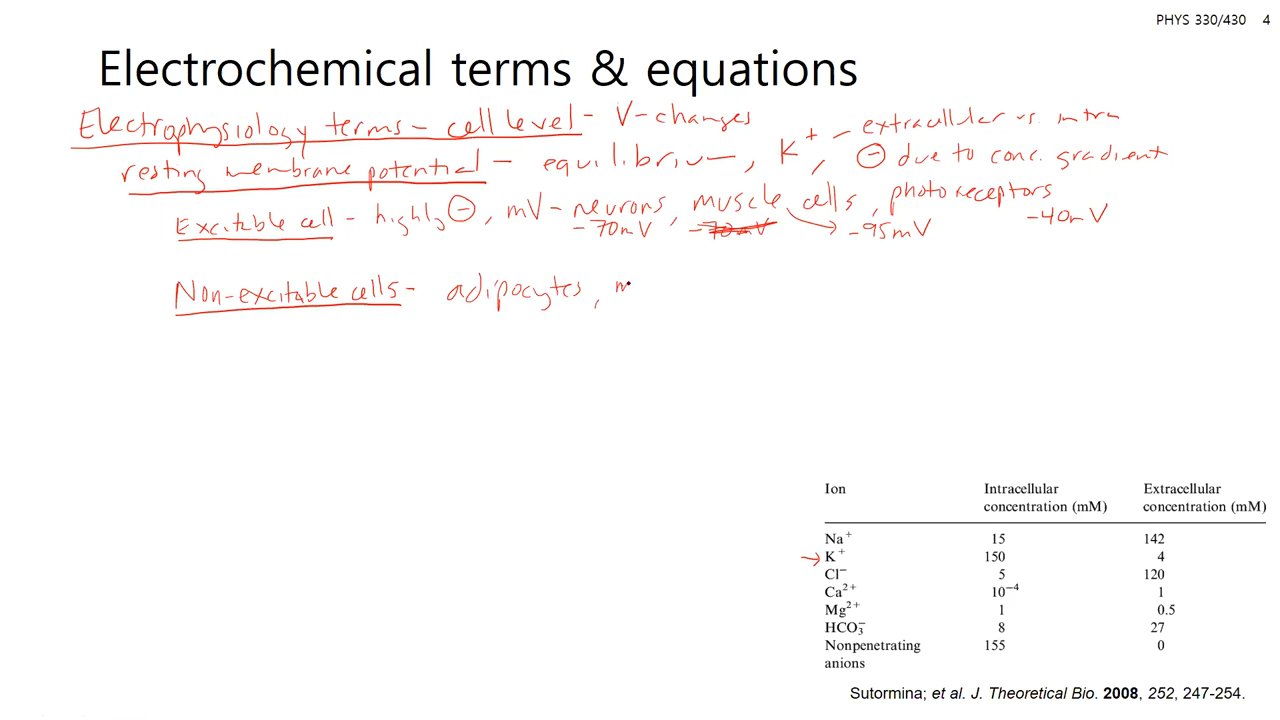 PHYS 330/430 4
Electrochemical terms & equations
Electrophysiology terms - cell level - V-changes
resting membrane potential - equilibrium, K+, - extracellular vs. intra
⊖ due to conc. gradient
Excitable cell - highly ⊖, mV - neurons, muscle cells, photoreceptors
-70mV -70mV → -95mV -40mV
Non-excitable cells - adipocytes,
Ion Intracellular concentration (mM) Extracellular concentration (mM)
Na+ 15 142
→ K+ 150 4
Cl− 5 120
Ca2+ 10−4 1
Mg2+ 1 0.5
HCO3− 8 27
Nonpenetrating 155 0
anions
Sutormina; et al. J. Theoretical Bio. 2008, 252, 247-254.